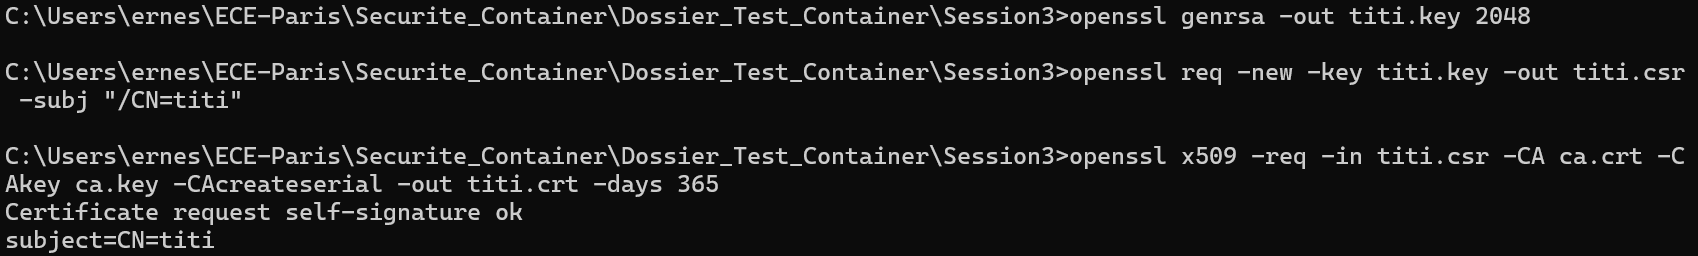 C:\Users\ernes\ECE-Paris\Securite_Container\Dossier_Test_Container\Session3>openssl genrsa -out titi.key 2048
C:\Users\ernes\ECE-Paris\Securite_Container\Dossier_Test_Container\Session3>openssl req -new -key titi.key -out titi.csr
 -subj "/CN=titi"
C:\Users\ernes\ECE-Paris\Securite_Container\Dossier_Test_Container\Session3>openssl x509 -req -in titi.csr -CA ca.crt -C
Akey ca.key -CAcreateserial -out titi.crt -days 365
Certificate request self-signature ok
subject=CN=titi